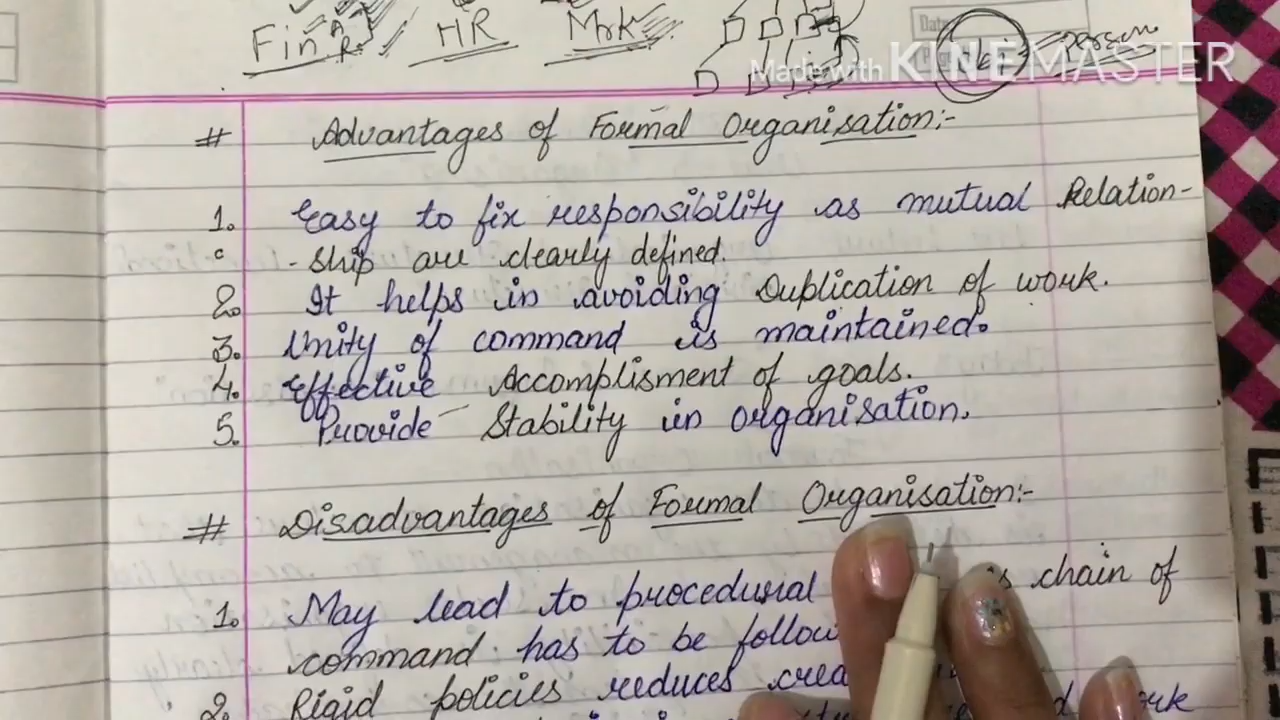 Fin HR Mrk
Date
person
Made with KINEMASTER
# Advantages of Formal Organisation:-
1. Easy to fix responsibility as mutual Relation-
- ship are clearly defined.
2. It helps in avoiding Duplication of work.
3. Unity of command is maintained.
4. Effective Accomplisment of goals.
5. Provide Stability in organisation.
# Disadvantages of Formal Organisation:-
1. May lead to procedural chain of
command has to be
2. Rigid policies reduces